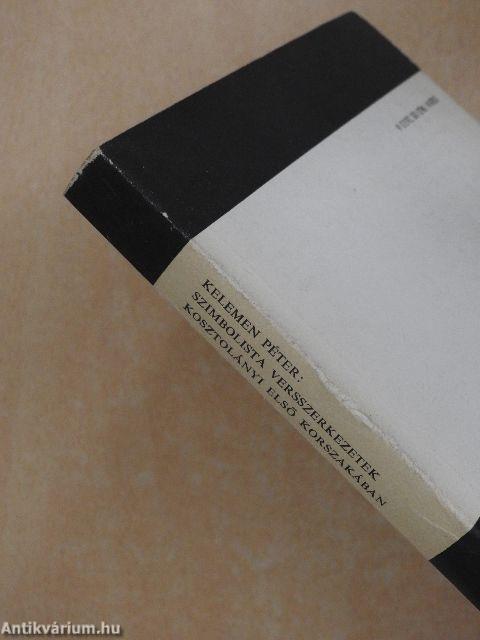 KELEMEN PÉTER:
SZIMBOLISTA VERSSZERKEZETEK
KOSZTOLÁNYI ELSŐ KORSZAKÁBAN
Antikvárium.hu